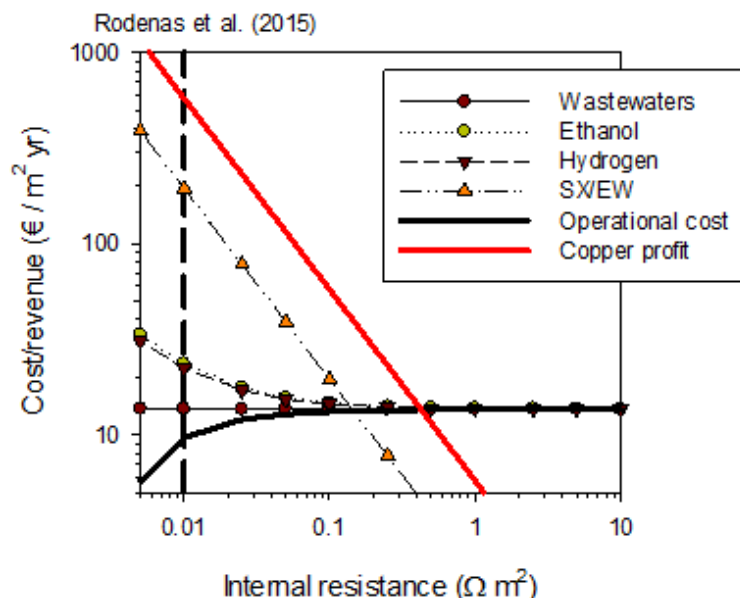 Rodenas et al. (2015)
1000
100
10
Cost/revenue (€ / m² yr)
Wastewaters
Ethanol
Hydrogen
SX/EW
Operational cost
Copper profit
0.01
0.1
1
10
Internal resistance (Ω m²)